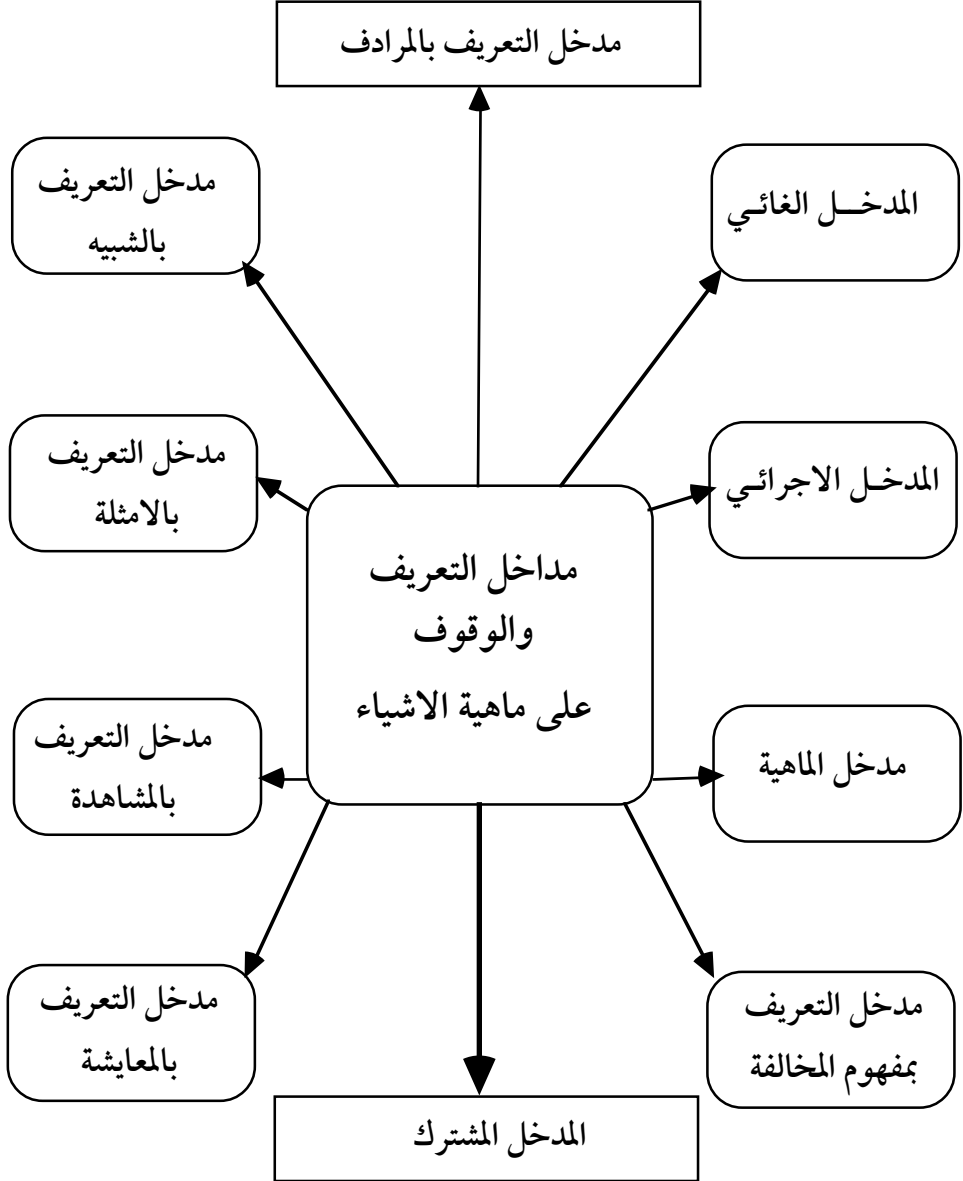 مدخل التعريف بالمرادف
المدخـــل الغائـي
مدخل التعريف
بالشبيه
المدخـل الاجرائـي
مدخل التعريف
بالامثلة
مداخل التعريف
والوقوف
على ماهية الاشياء
مدخل الماهية
مدخل التعريف
بالمشاهدة
مدخل التعريف
بمفهوم المخالفة
مدخل التعريف
بالمعايشة
المدخل المشترك